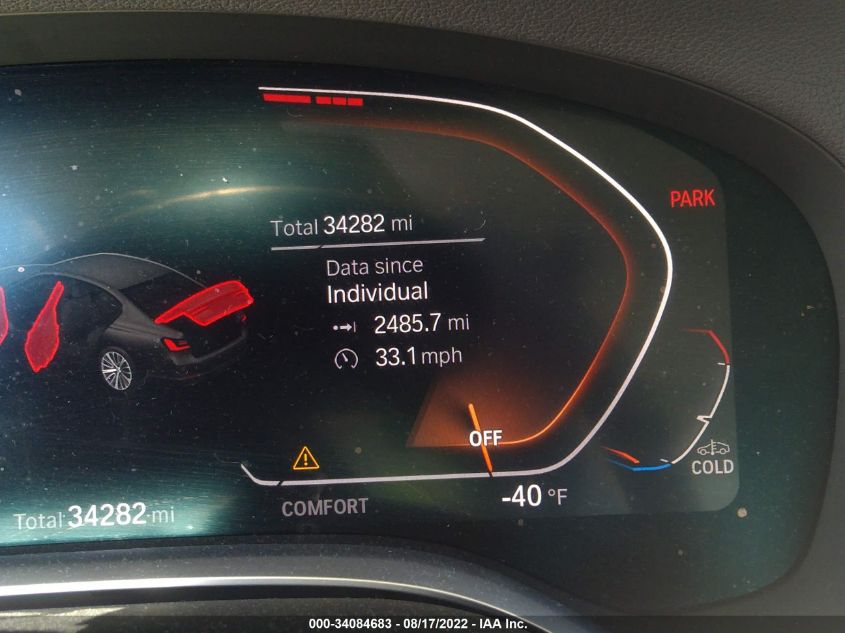 PARK
Total 34282 mi
Data since
Individual
2485.7 mi
33.1 mph
OFF
COLD
-40 °F
COMFORT
Total 34282 mi
000-34084683 / 08/17/2022 - IAA Inc.